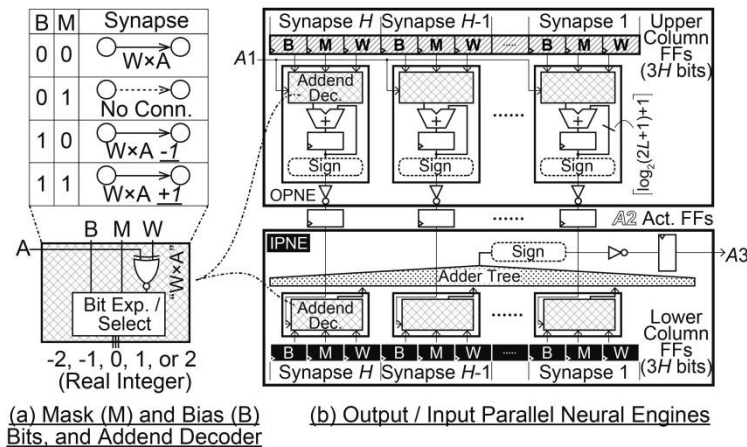 B M Synapse
0 0 W×A
0 1 No Conn.
1 0 W×A -1
1 1 W×A +1
B M W
A
"W×A"
Bit Exp. /
Select
-2, -1, 0, 1, or 2
(Real Integer)
(a) Mask (M) and Bias (B)
Bits, and Addend Decoder
Synapse H Synapse H-1 Synapse 1
B M W B M W ····· B M W
Upper
Column
FFs
(3H bits)
A1
Addend
Dec.
+ + +
······
⌈log2(2L+1)+1⌉
Sign Sign Sign
OPNE
······
A2 Act. FFs
IPNE
Sign
A3
Adder Tree
Addend
Dec.
······
Lower
Column
FFs
(3H bits)
B M W B M W ····· B M W
Synapse H Synapse H-1 Synapse 1
(b) Output / Input Parallel Neural Engines